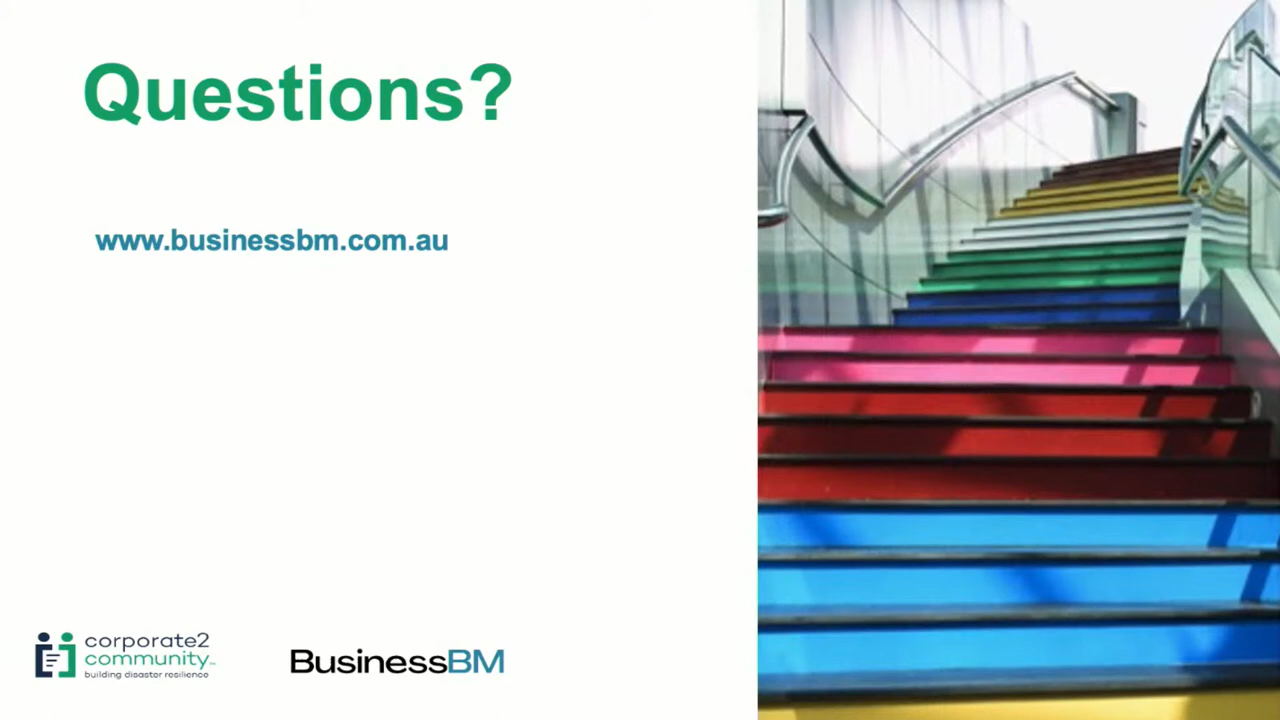 Questions?
www.businessbm.com.au
corporate2
community
building disaster resilience
BusinessBM